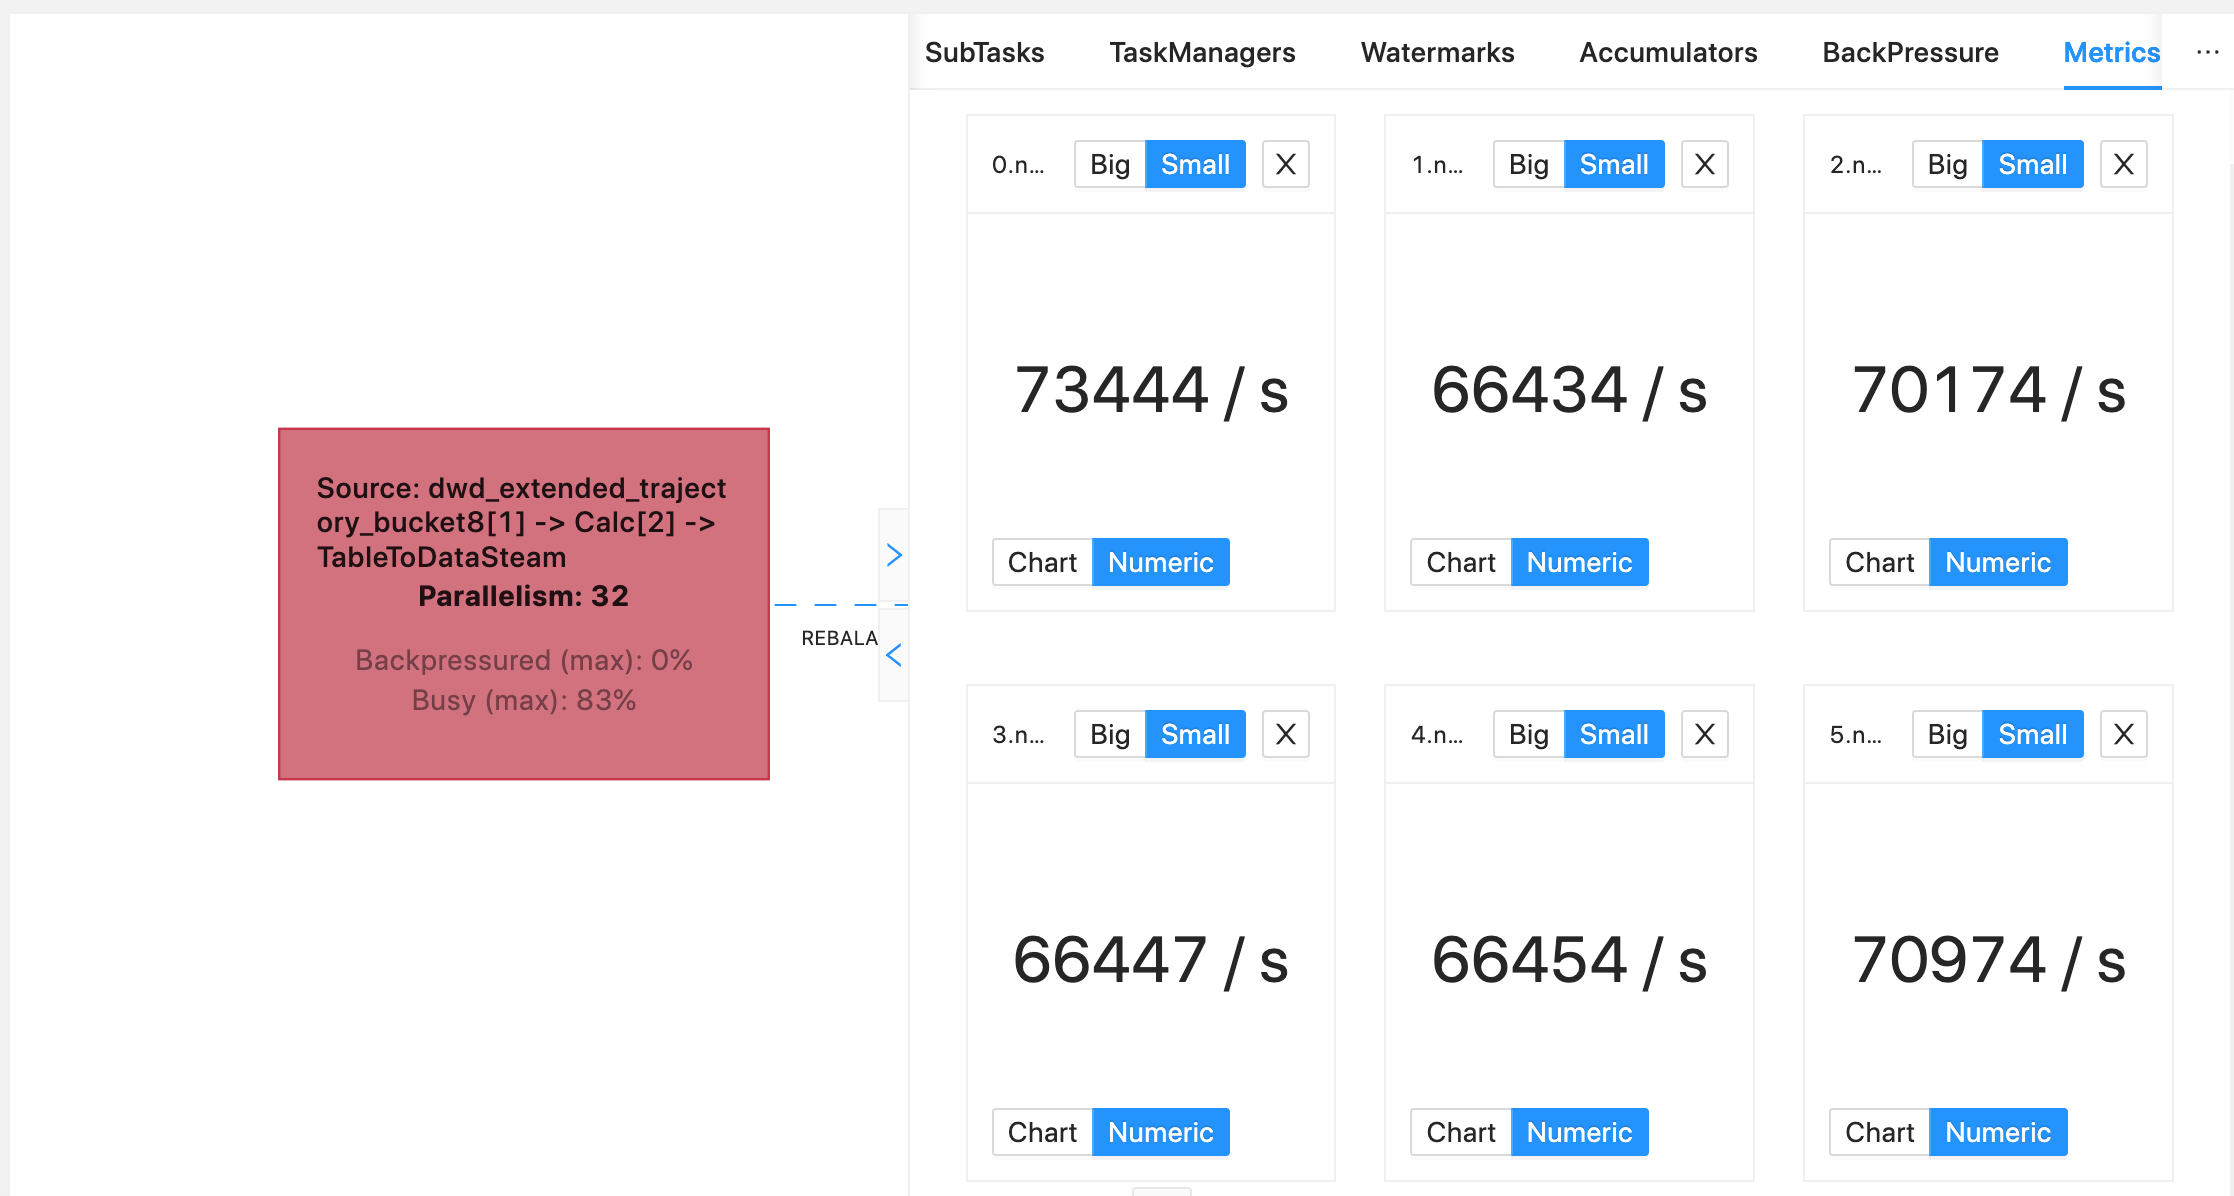 SubTasks TaskManagers Watermarks Accumulators BackPressure Metrics ...
0.n... Big Small X
1.n... Big Small X
2.n... Big Small X
73444 / s
66434 / s
70174 / s
Chart Numeric
Chart Numeric
Chart Numeric
Source: dwd_extended_traject
ory_bucket8[1] -> Calc[2] ->
TableToDataSteam
Parallelism: 32
Backpressured (max): 0%
Busy (max): 83%
REBALA
3.n... Big Small X
4.n... Big Small X
5.n... Big Small X
66447 / s
66454 / s
70974 / s
Chart Numeric
Chart Numeric
Chart Numeric